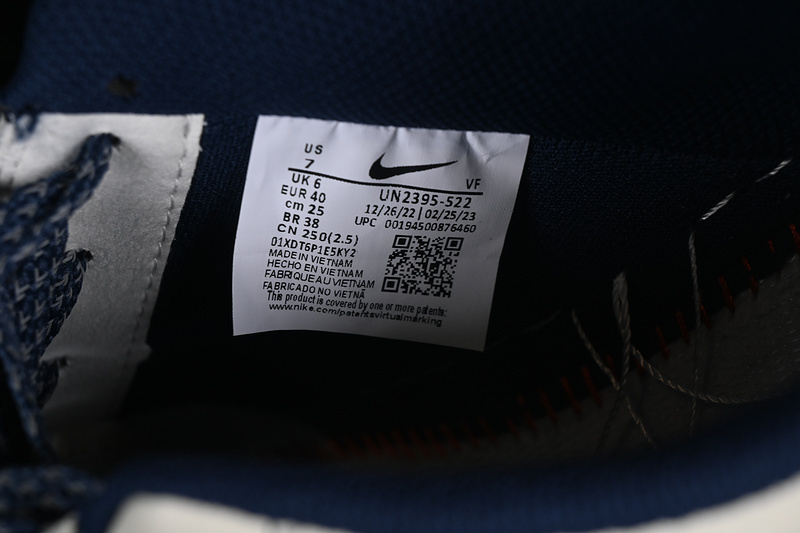 US
7
UK 6
EUR 40
cm 25
BR 38
CN 250(2.5)
01XDT6P1E5KY2
MADE IN VIETNAM
HECHO EN VIETNAM
FABRIQUE AU VIETNAM
FABRICADO NO VIETNÃ
This product is covered by one or more patents:
www.nike.com/patentsvirtualmarking
VF
UN2395-522
12/26/22 | 02/25/23
UPC 00194500876460